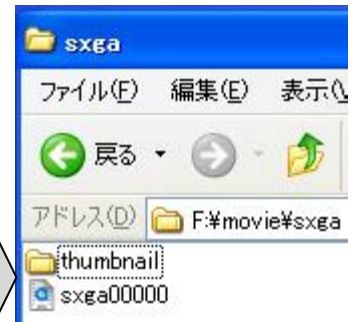 sxga
ファイル(F) 編集(E) 表示(V
戻る
アドレス(D) F:¥movie¥sxga
thumbnail
sxga00000